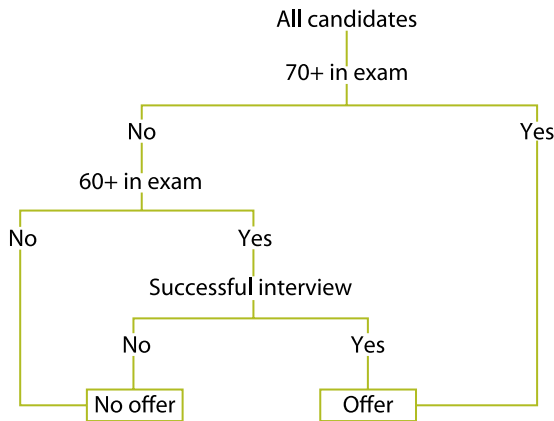 All candidates
70+ in exam
No
Yes
60+ in exam
No
Yes
Successful interview
No
Yes
No offer
Offer